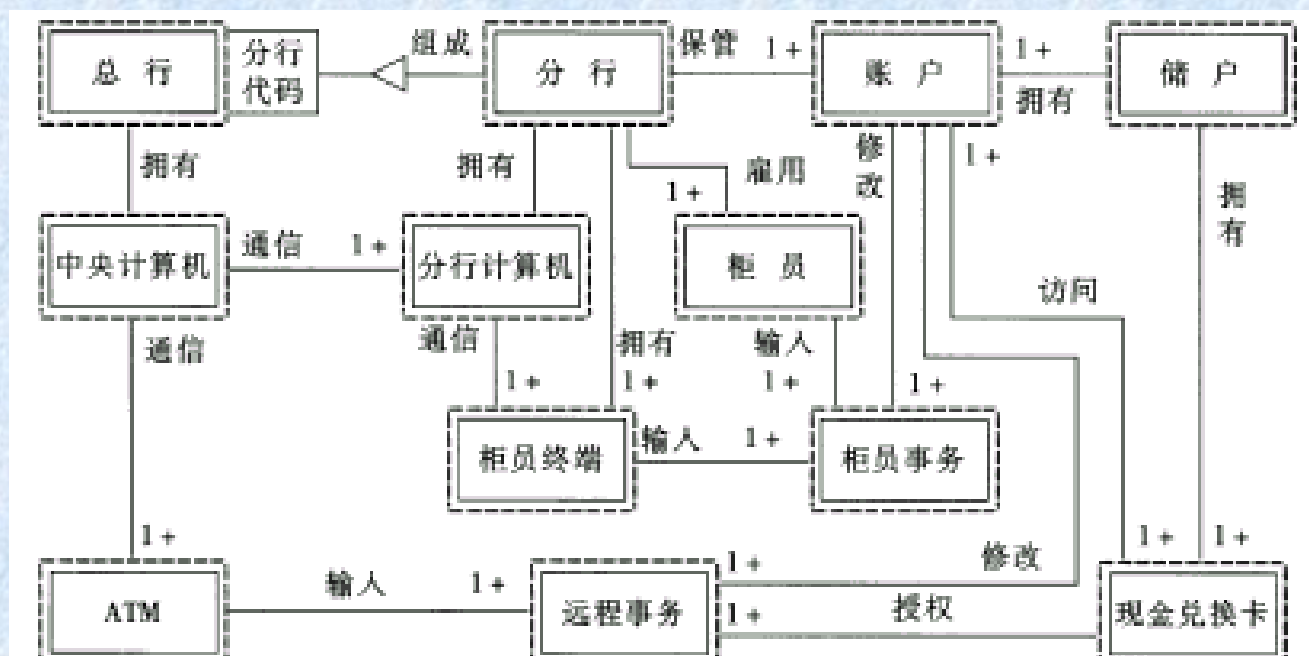 总行
分行
代码
组成
分行
保管
1+
账户
1+
拥有
储户
拥有
拥有
雇用
1+
修
改
1+
拥
有
中央计算机
通信
1+
分行计算机
柜员
访问
通信
通信
拥有
输入
1+
1+
1+
1+
柜员终端
输入
1+
柜员事务
1+
1+
修改
1+
1+
ATM
输入
1+
远程事务
1+
授权
现金兑换卡